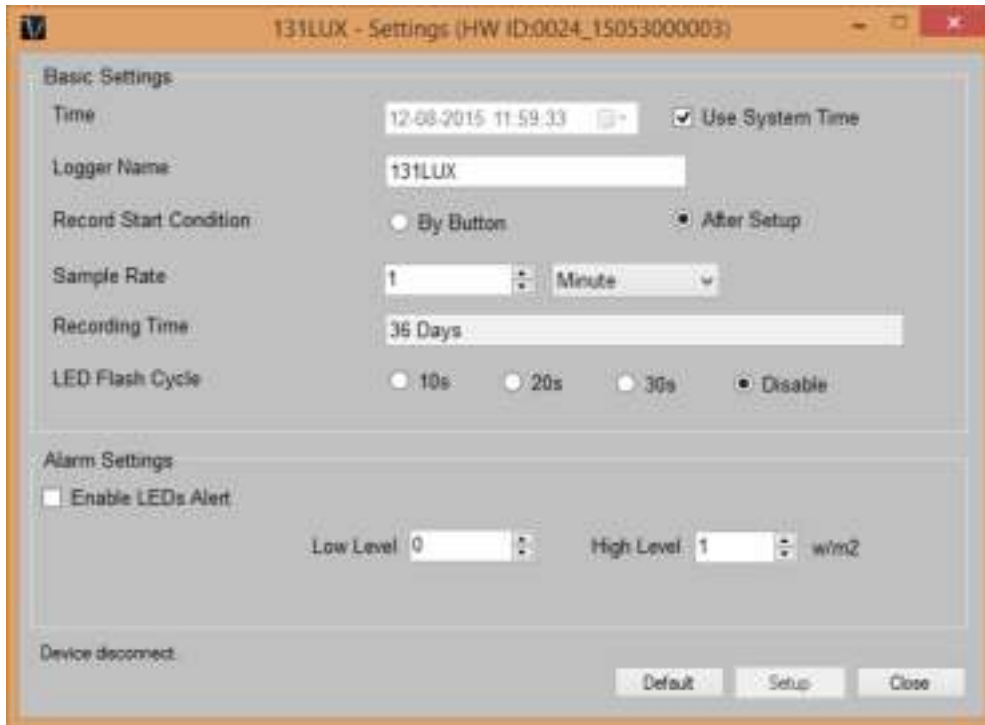 131LUX - Settings (HW ID:0024_15053000003)
Basic Settings
Time 12-08-2015 11:59:33 Use System Time
Logger Name 131LUX
Record Start Condition By Button After Setup
Sample Rate 1 Minute
Recording Time 36 Days
LED Flash Cycle 10s 20s 30s Disable
Alarm Settings
Enable LEDs Alert
Low Level 0 High Level 1 w/m2
Device disconnect.
Default Setup Close